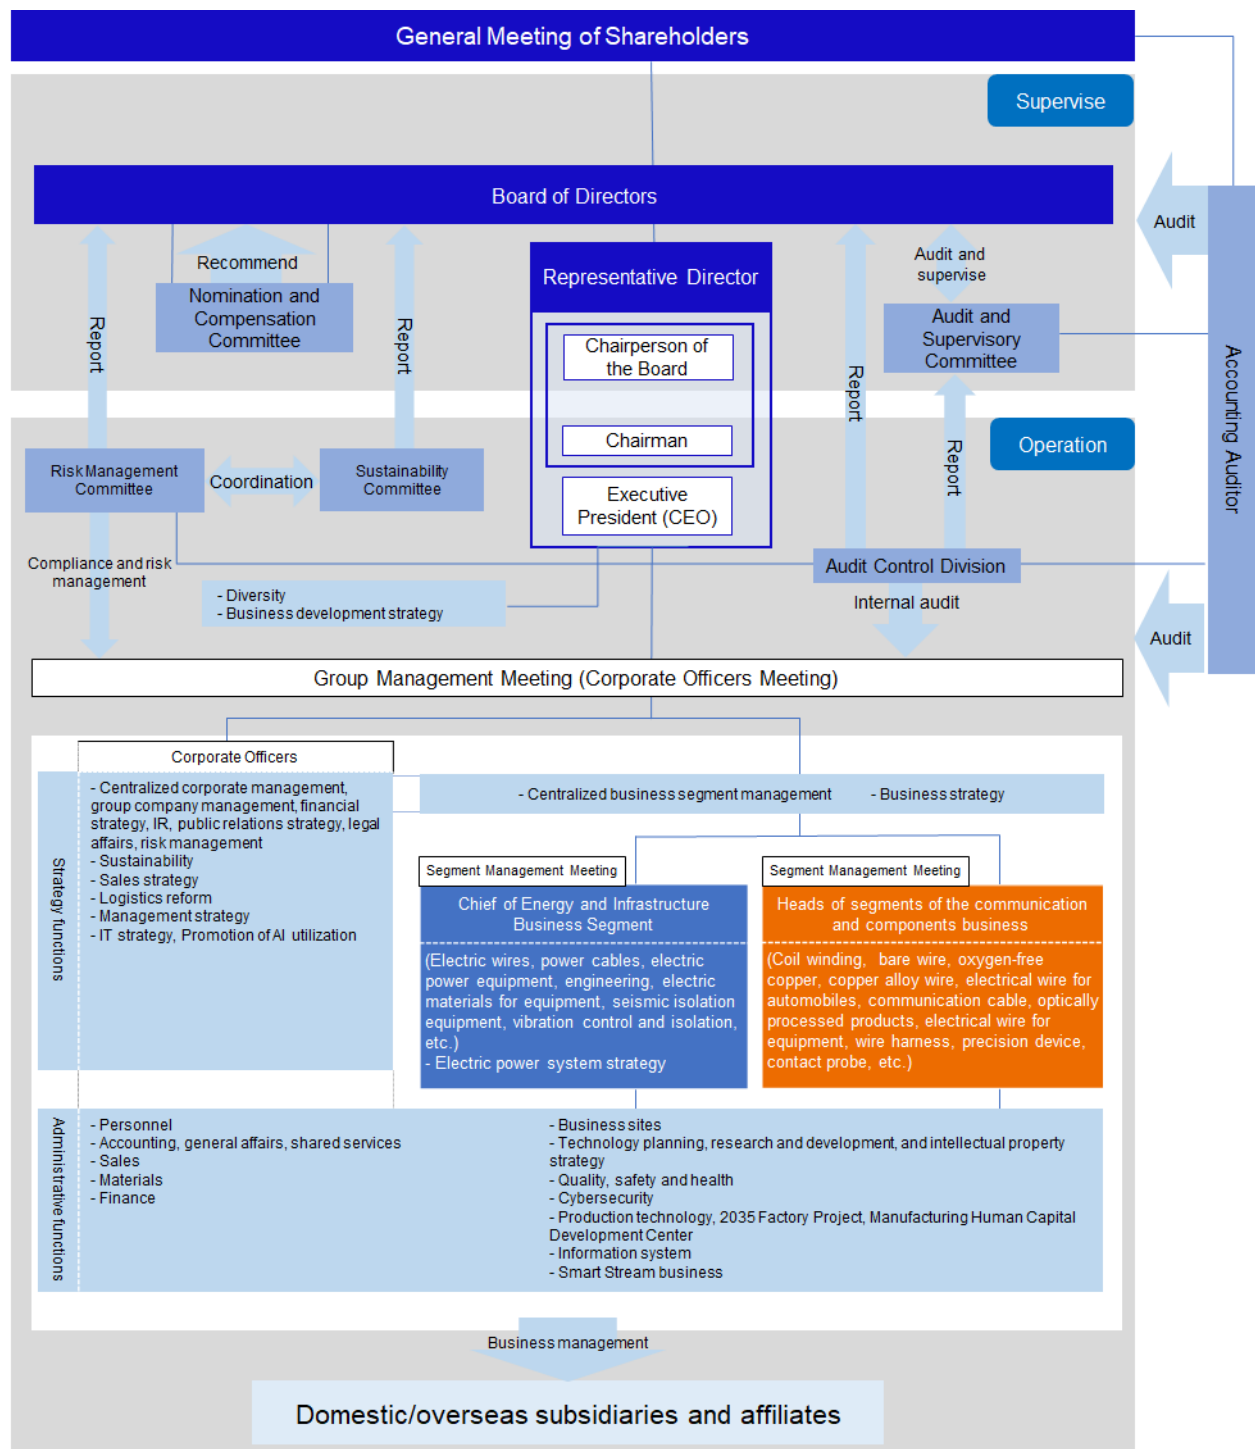 General Meeting of Shareholders
Supervise
Board of Directors
Audit
Recommend
Audit and
supervise
Representative Director
Nomination and
Compensation
Committee
Report
Report
Chairperson of
the Board
Audit and
Supervisory
Committee
Report
Accounting Auditor
Chairman
Operation
Report
Risk Management
Committee
Coordination
Sustainability
Committee
Executive
President (CEO)
Compliance and risk
management
Audit Control Division
- Diversity
- Business development strategy
Internal audit
Audit
Group Management Meeting (Corporate Officers Meeting)
Corporate Officers
Strategy functions
- Centralized corporate management,
group company management, financial
strategy, IR, public relations strategy, legal
affairs, risk management
- Sustainability
- Sales strategy
- Logistics reform
- Management strategy
- IT strategy, Promotion of AI utilization
- Centralized business segment management
- Business strategy
Segment Management Meeting
Chief of Energy and Infrastructure
Business Segment
(Electric wires, power cables, electric
power equipment, engineering, electric
materials for equipment, seismic isolation
equipment, vibration control and isolation,
etc.)
- Electric power system strategy
Segment Management Meeting
Heads of segments of the communication
and components business
(Coil winding, bare wire, oxygen-free
copper, copper alloy wire, electrical wire for
automobiles, communication cable, optically
processed products, electrical wire for
equipment, wire harness, precision device,
contact probe, etc.)
Administrative functions
- Personnel
- Accounting, general affairs, shared services
- Sales
- Materials
- Finance
- Business sites
- Technology planning, research and development, and intellectual property
strategy
- Quality, safety and health
- Cybersecurity
- Production technology, 2035 Factory Project, Manufacturing Human Capital
Development Center
- Information system
- Smart Stream business
Business management
Domestic/overseas subsidiaries and affiliates